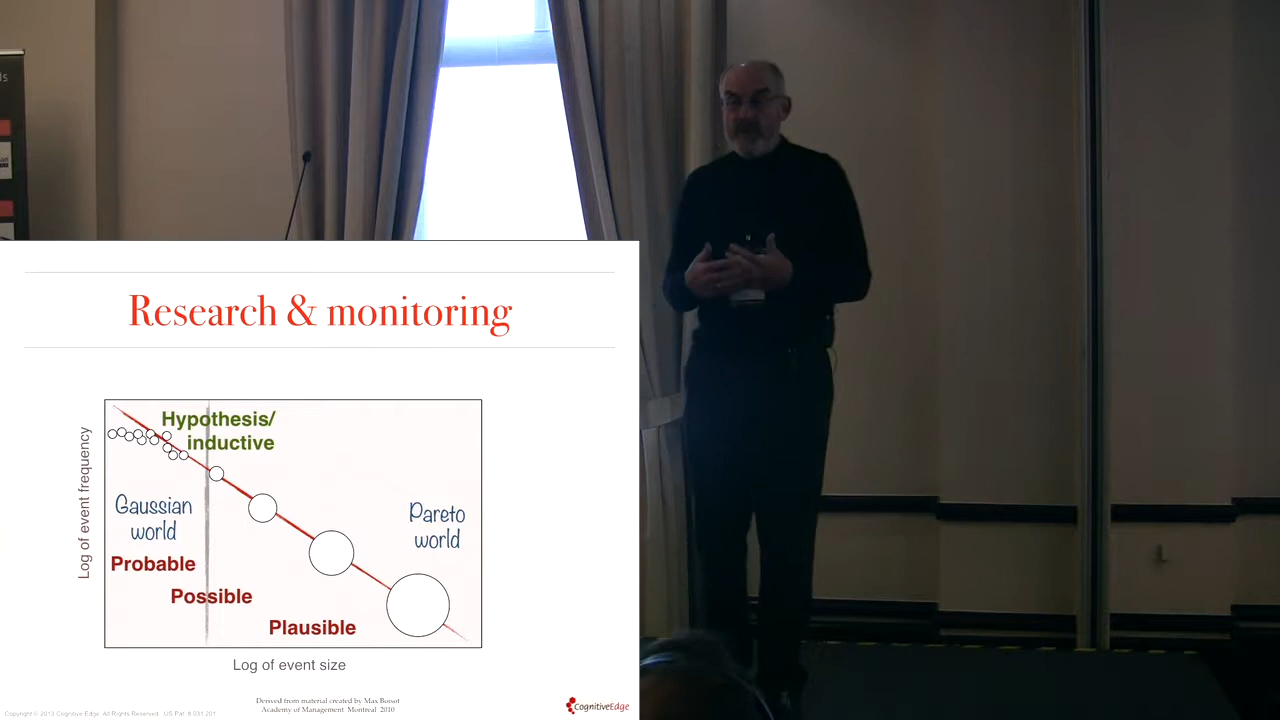 Research & monitoring
Hypothesis/
inductive
Log of event frequency
Gaussian
world
Pareto
world
Probable
Possible
Plausible
Log of event size
Derived from material created by Max Boisot
Academy of Management Montreal 2010
Copyright © 2013 Cognitive Edge. All Rights Reserved. US Pat. 8,031,201
CognitiveEdge